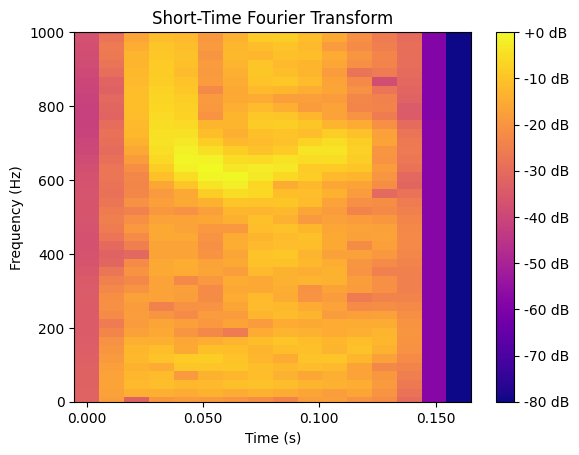 Short-Time Fourier Transform
Frequency (Hz)
1000
800
600
400
200
0
0.000 0.050 0.100 0.150
Time (s)
+0 dB
-10 dB
-20 dB
-30 dB
-40 dB
-50 dB
-60 dB
-70 dB
-80 dB